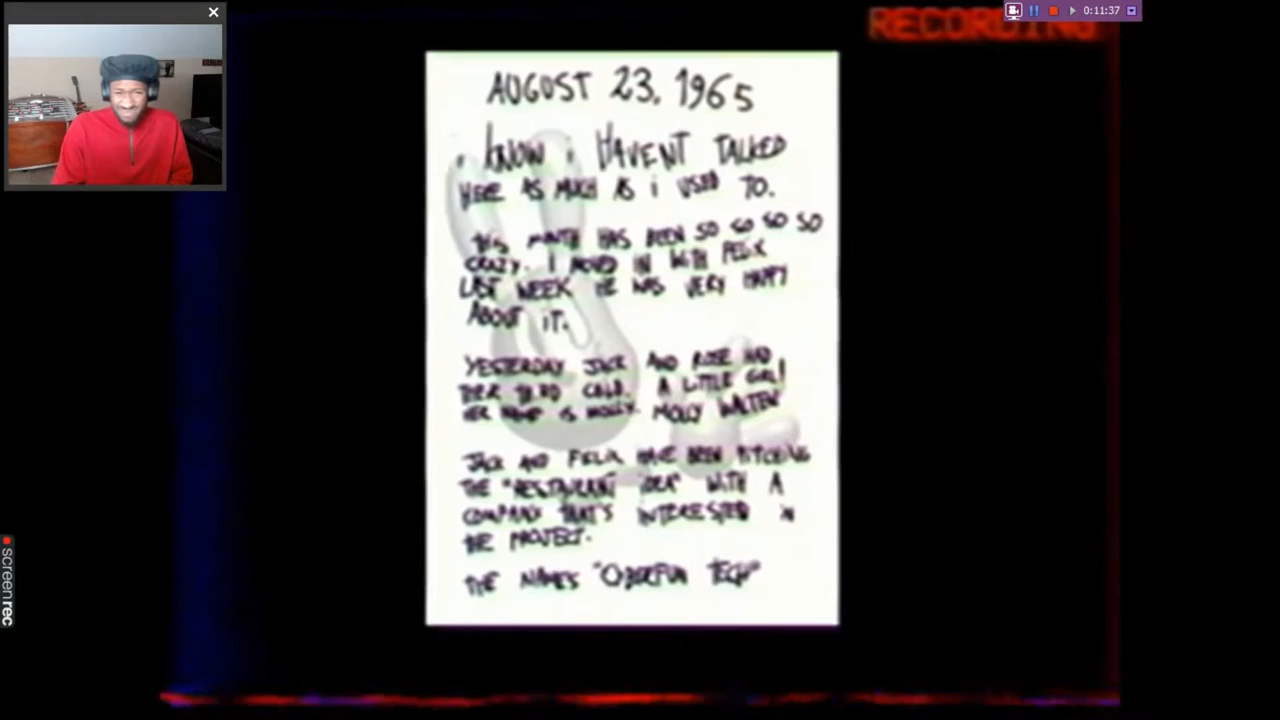 RECORDING
0:11:37
AUGUST 23, 1965
I KNOW i HAVENT TALKED
HERE AS MUCH AS i USED TO.
THIS MONTH HAS BEEN SO SO SO SO
CRAZY. I MOVED IN WITH FELIX
LAST WEEK HE WAS VERY HAPPY
ABOUT iT.
YESTERDAY JACK AND ROSE HAD
THEIR THIRD CHILD. A LiTTLE GIRL!
HER NAME iS MOLLY. MOLLY WALTEN
JACK AND FELIX HAVE BEEN PiTCHiNG
THE "RESTAURANT IDEA" WiTH A
COMPANY THAT'S INTERESTED iN
THE PROJECT.
THE NAME'S "CYBERFUN TECH"
screenrec